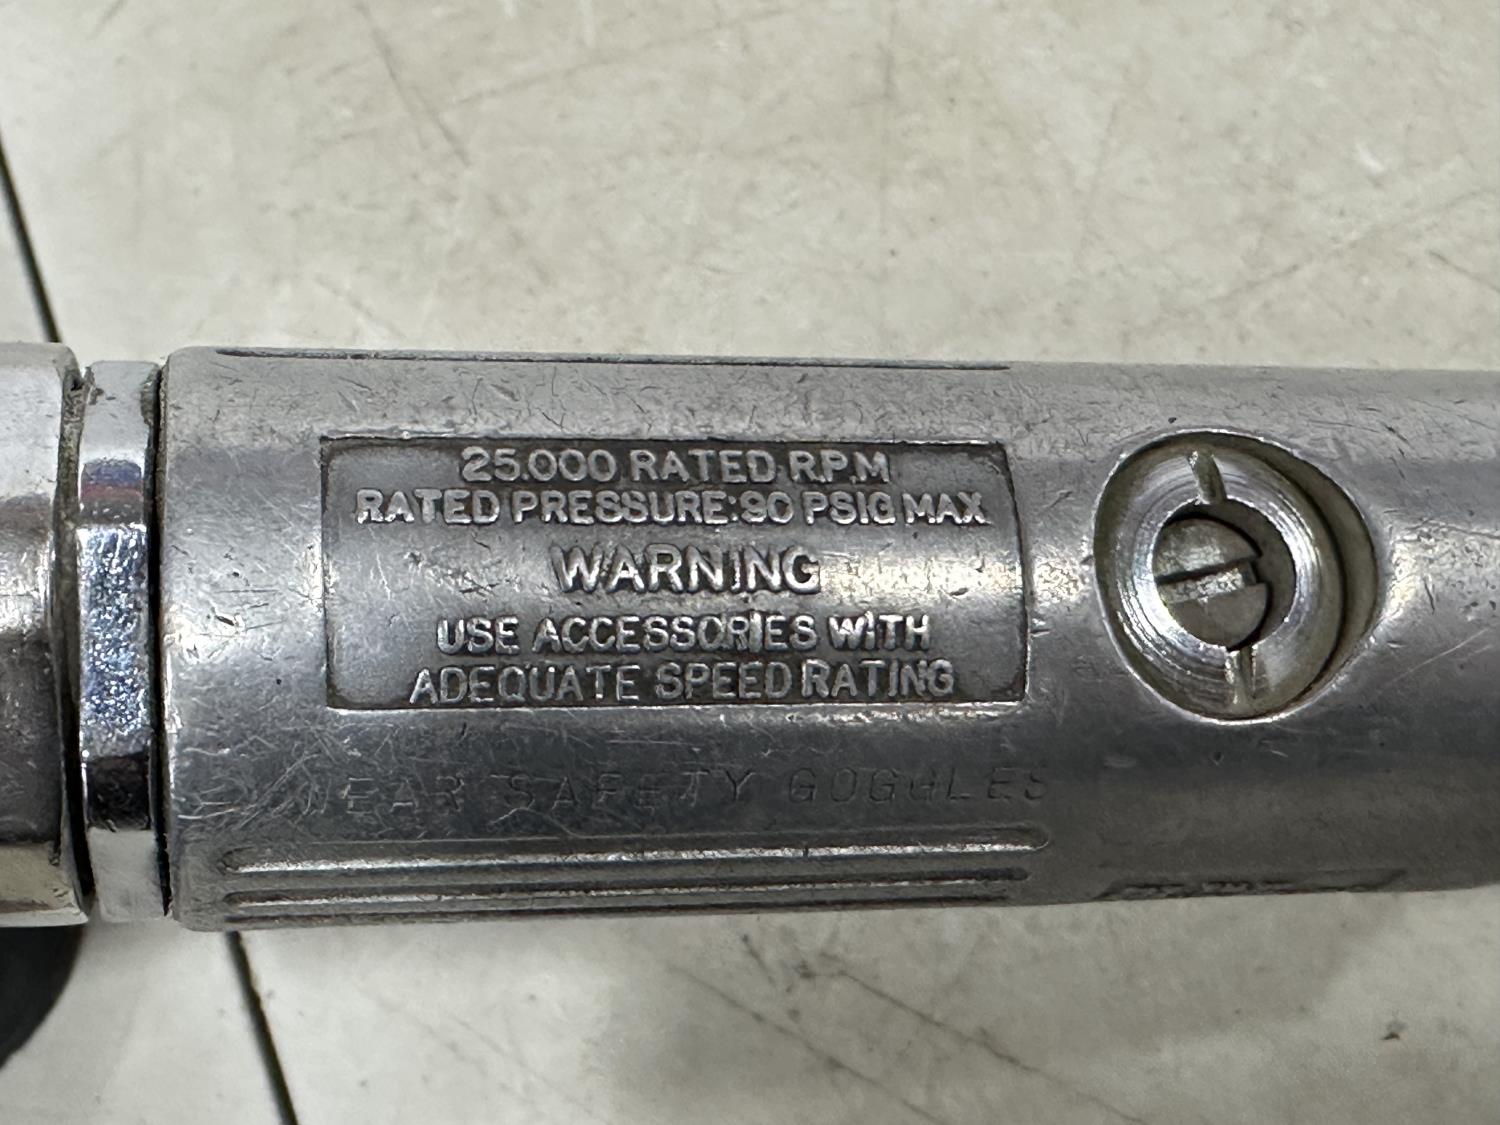 25.000 RATED R.P.M
RATED PRESSURE:90 PSIG MAX
WARNING
USE ACCESSORIES WITH
ADEQUATE SPEED RATING
WEAR SAFETY GOGGLES